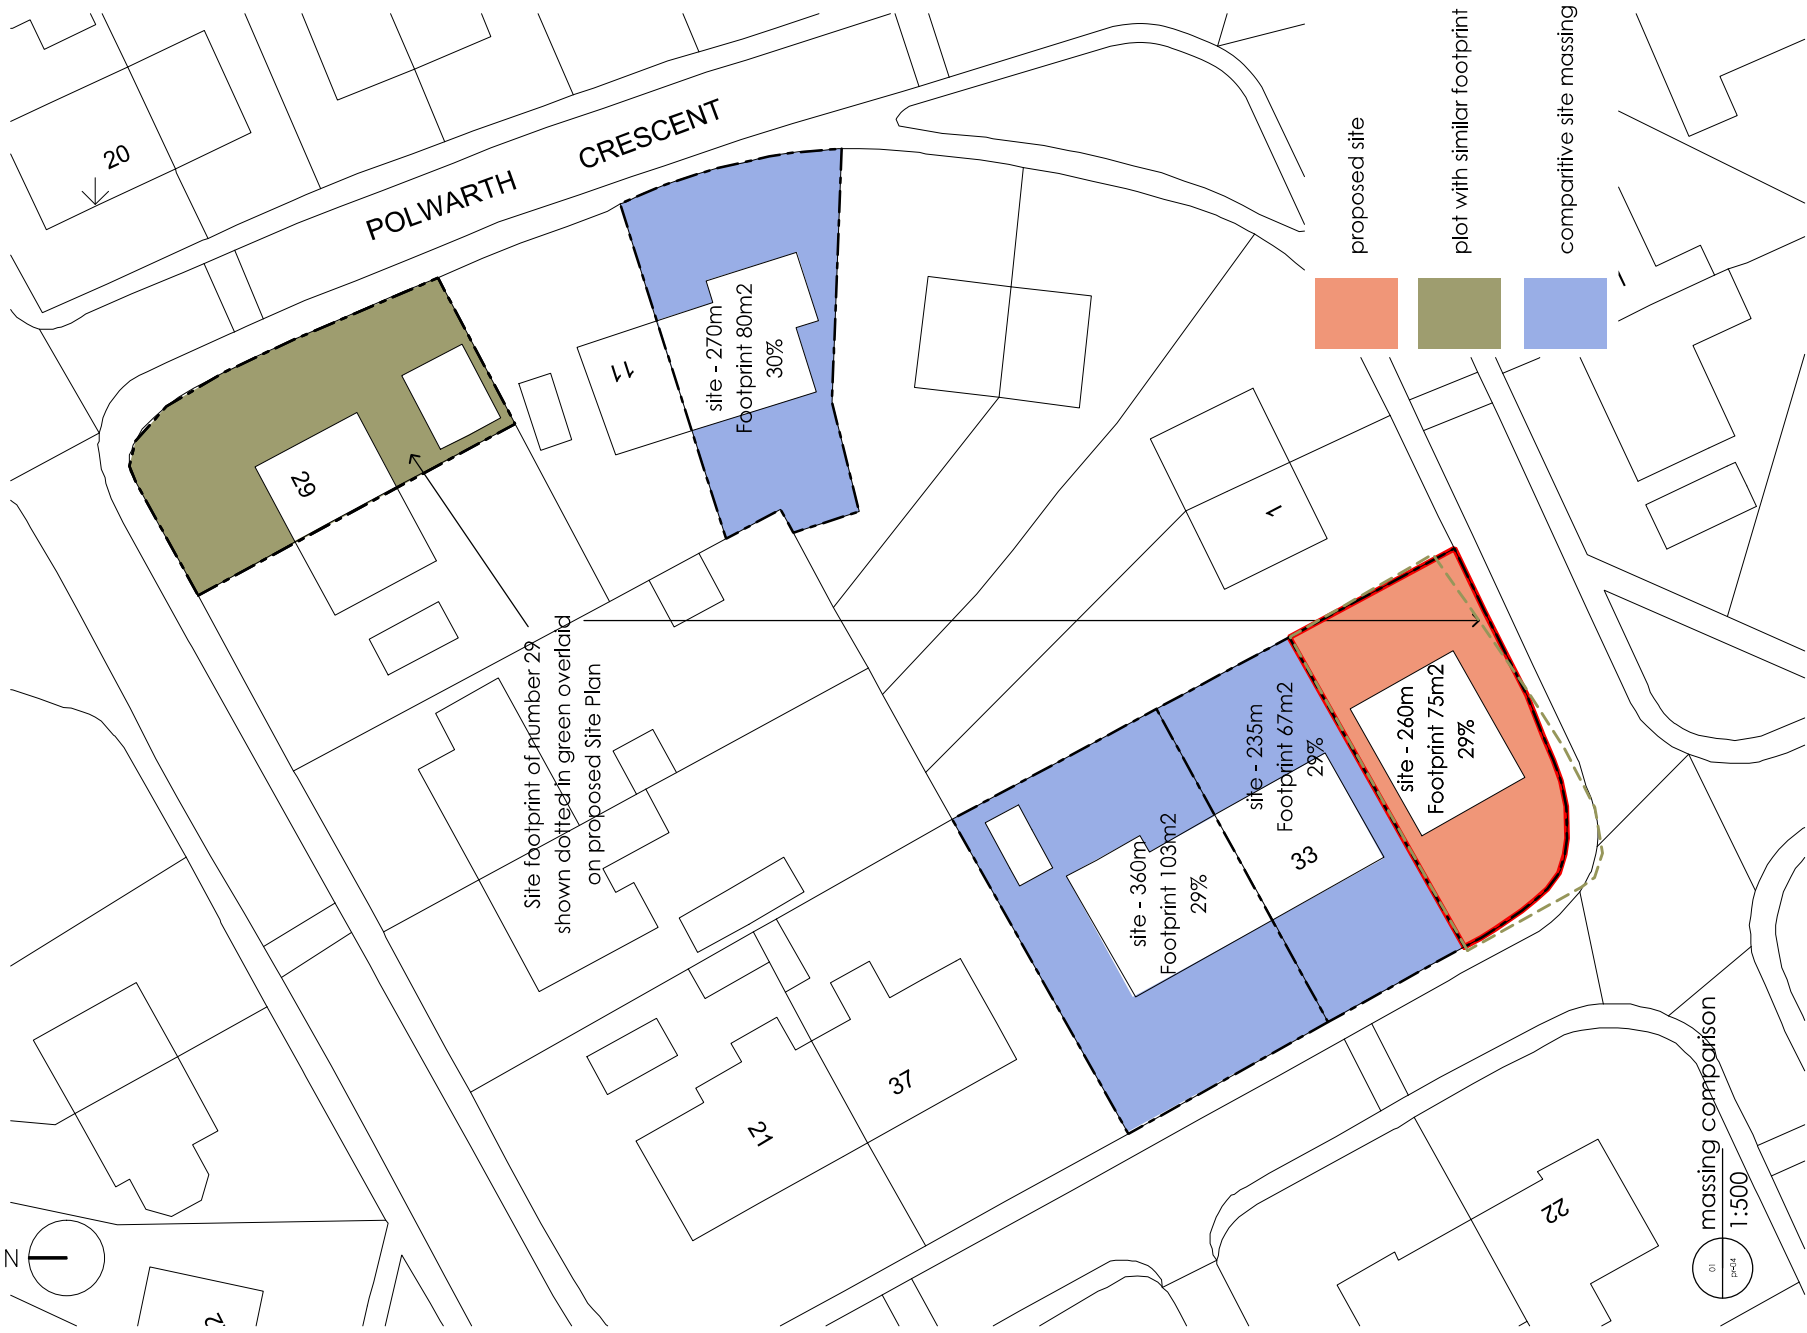 20
POLWARTH CRESCENT
proposed site
plot with similar footprint
comparitive site massing
29
11
site - 270m
Footprint 80m2
30%
1
Site footprint of number 29
shown dotted in green overlaid
on proposed Site Plan
site - 260m
Footprint 75m2
29%
site - 235m
Footprint 67m2
29%
33
site - 360m
Footprint 103m2
29%
37
21
22
N
massing comparison
1:500
01
pl-04